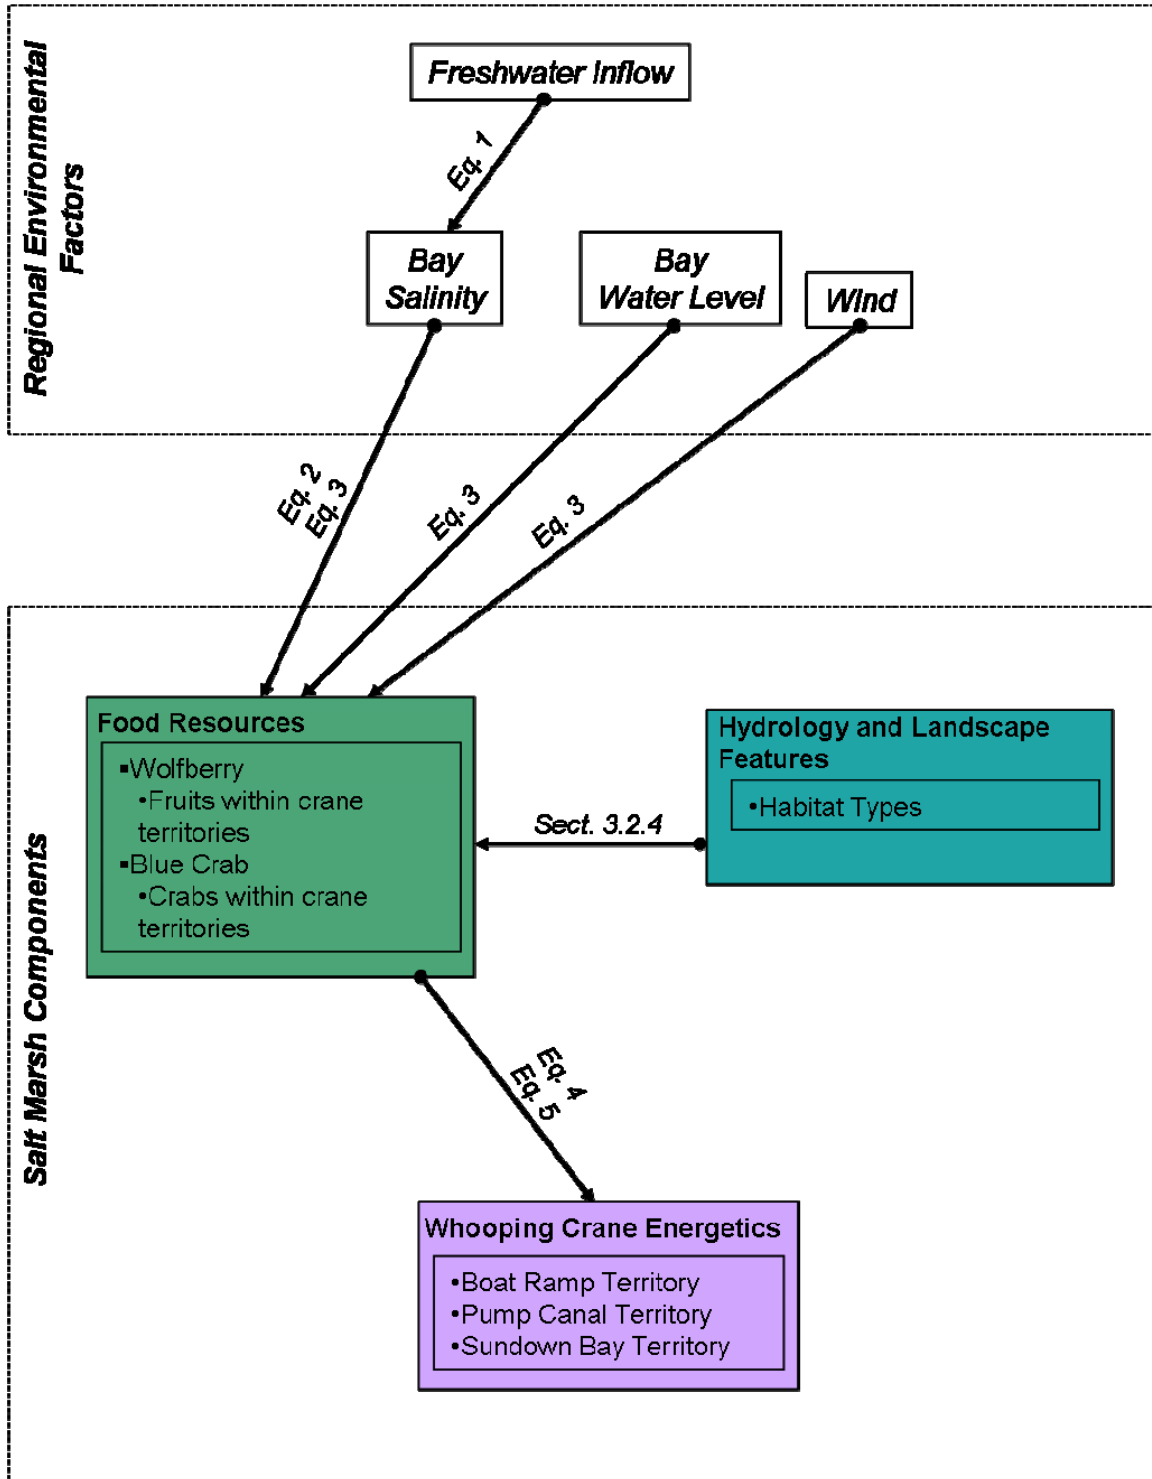 Regional Environmental
Factors
Freshwater Inflow
Eq. 1
Bay
Salinity
Bay
Water Level
Wind
Eq. 2
Eq. 3
Eq. 3
Eq. 3
Salt Marsh Components
Food Resources
▪Wolfberry
•Fruits within crane
territories
▪Blue Crab
•Crabs within crane
territories
Sect. 3.2.4
Hydrology and Landscape
Features
•Habitat Types
Eq. 4
Eq. 5
Whooping Crane Energetics
•Boat Ramp Territory
•Pump Canal Territory
•Sundown Bay Territory